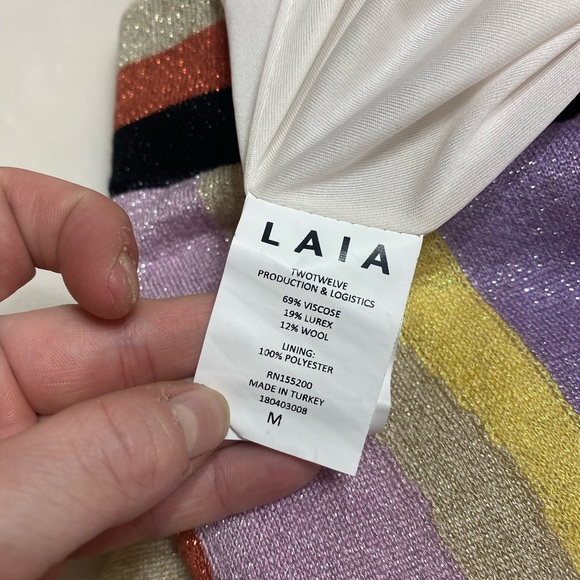 LAIA
TWOTWELVE
PRODUCTION & LOGISTICS
69% VISCOSE
19% LUREX
12% WOOL
LINING:
100% POLYESTER
RN155200
MADE IN TURKEY
180403008
M